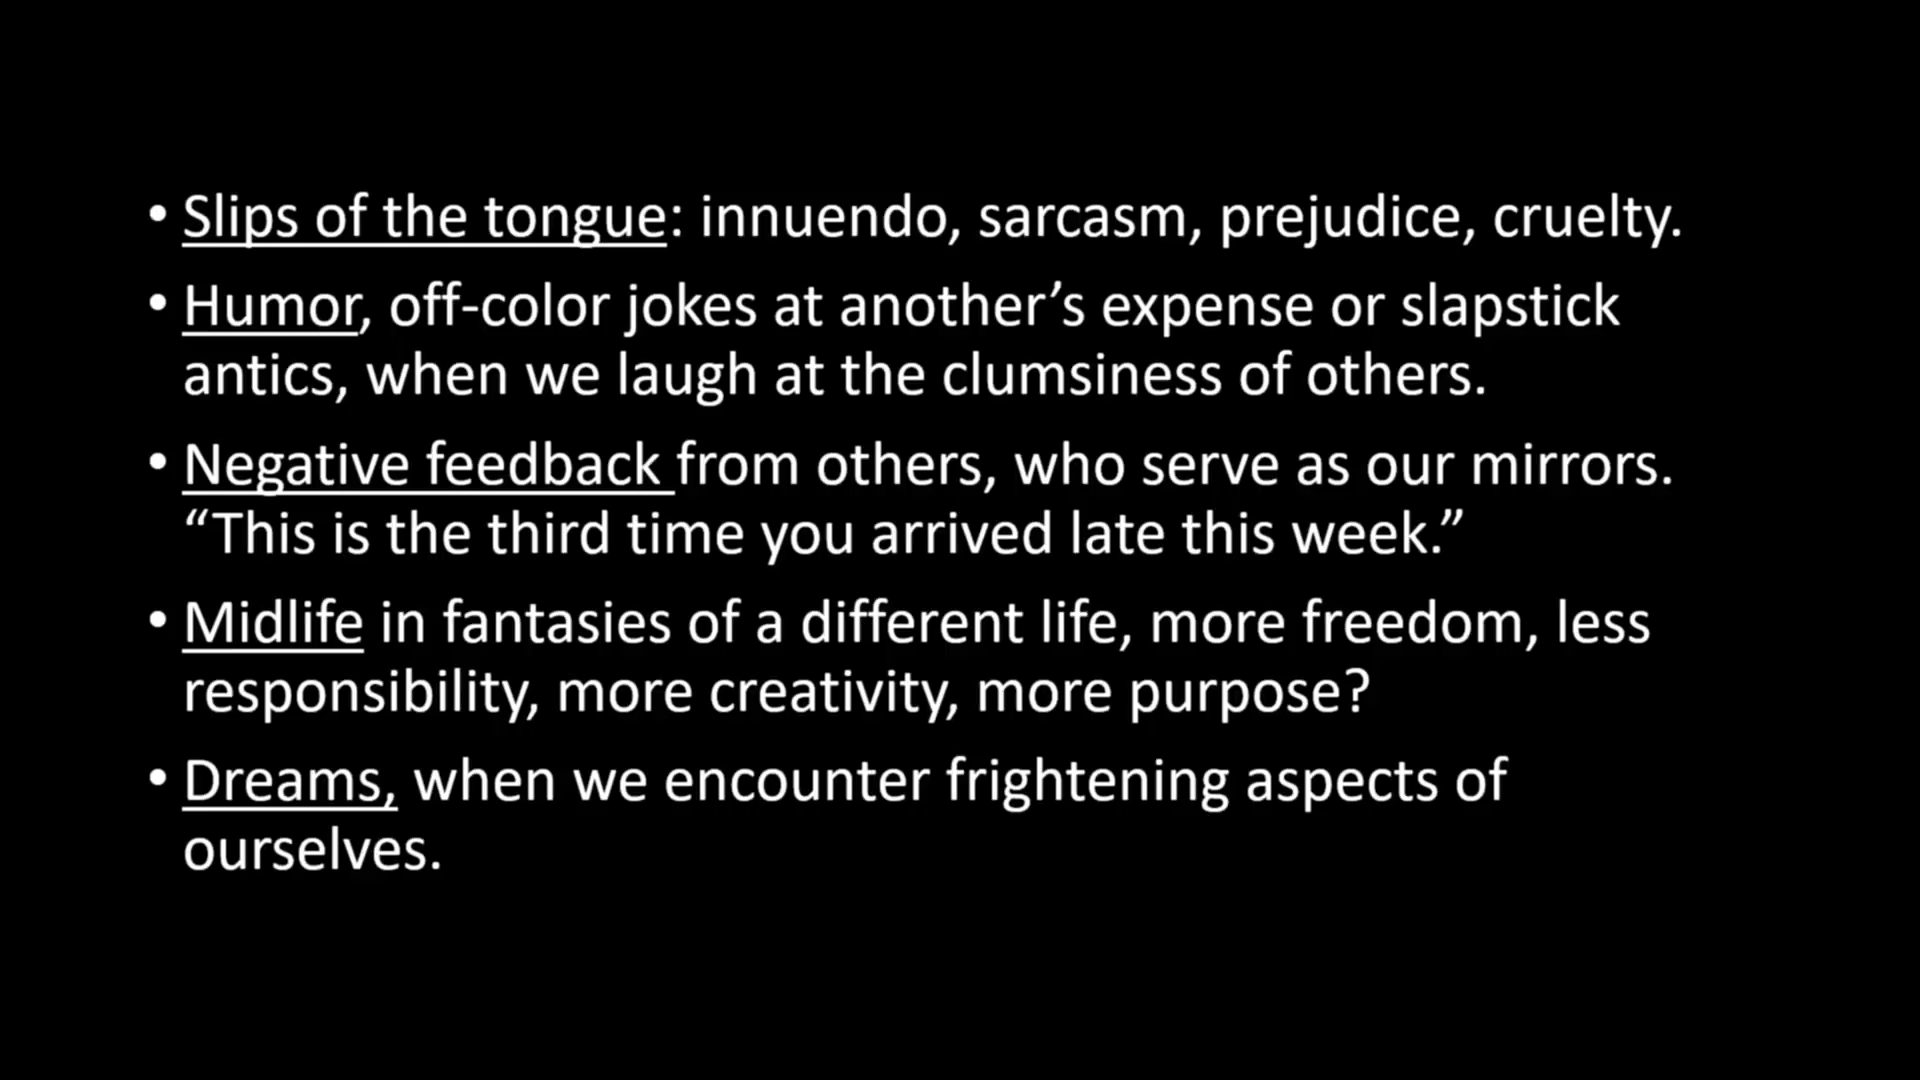 • Slips of the tongue: innuendo, sarcasm, prejudice, cruelty.
• Humor, off-color jokes at another’s expense or slapstick
antics, when we laugh at the clumsiness of others.
• Negative feedback from others, who serve as our mirrors.
“This is the third time you arrived late this week.”
• Midlife in fantasies of a different life, more freedom, less
responsibility, more creativity, more purpose?
• Dreams, when we encounter frightening aspects of
ourselves.